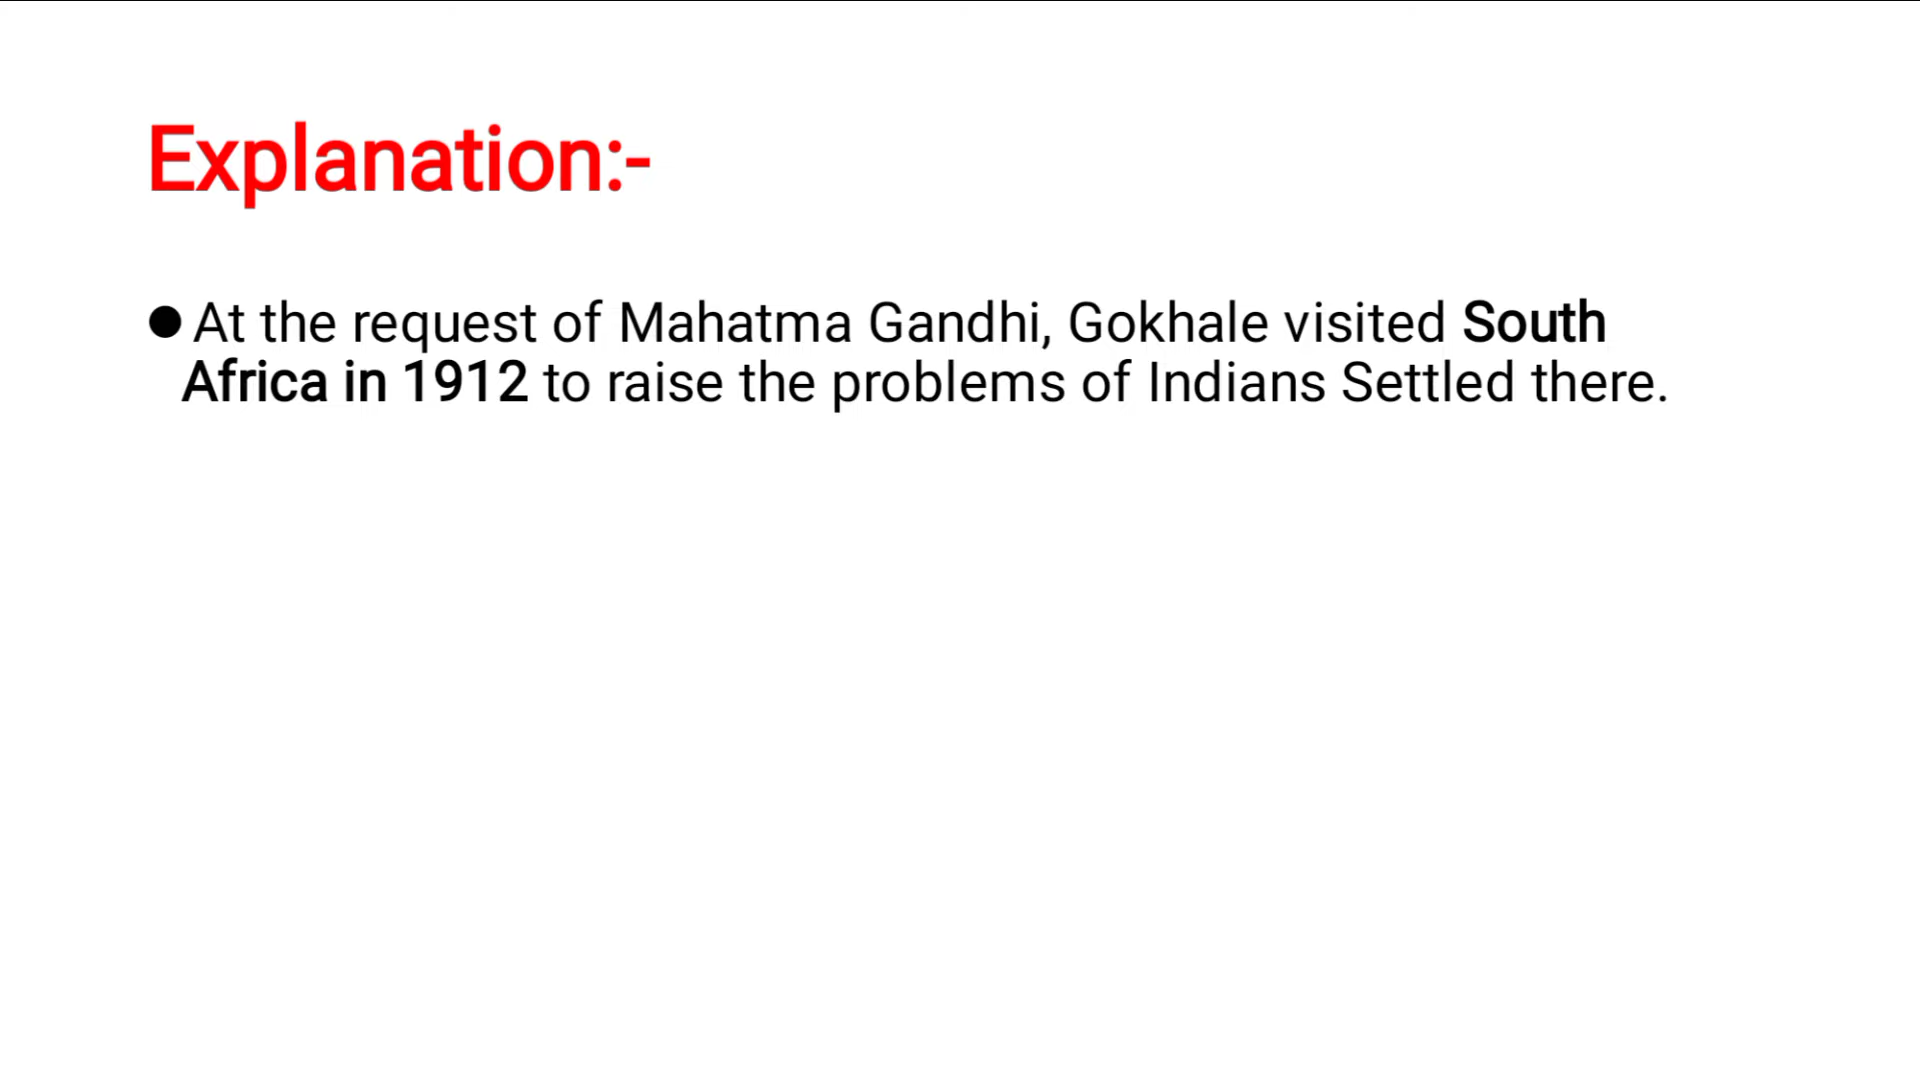 Explanation:-
●At the request of Mahatma Gandhi, Gokhale visited South
Africa in 1912 to raise the problems of Indians Settled there.